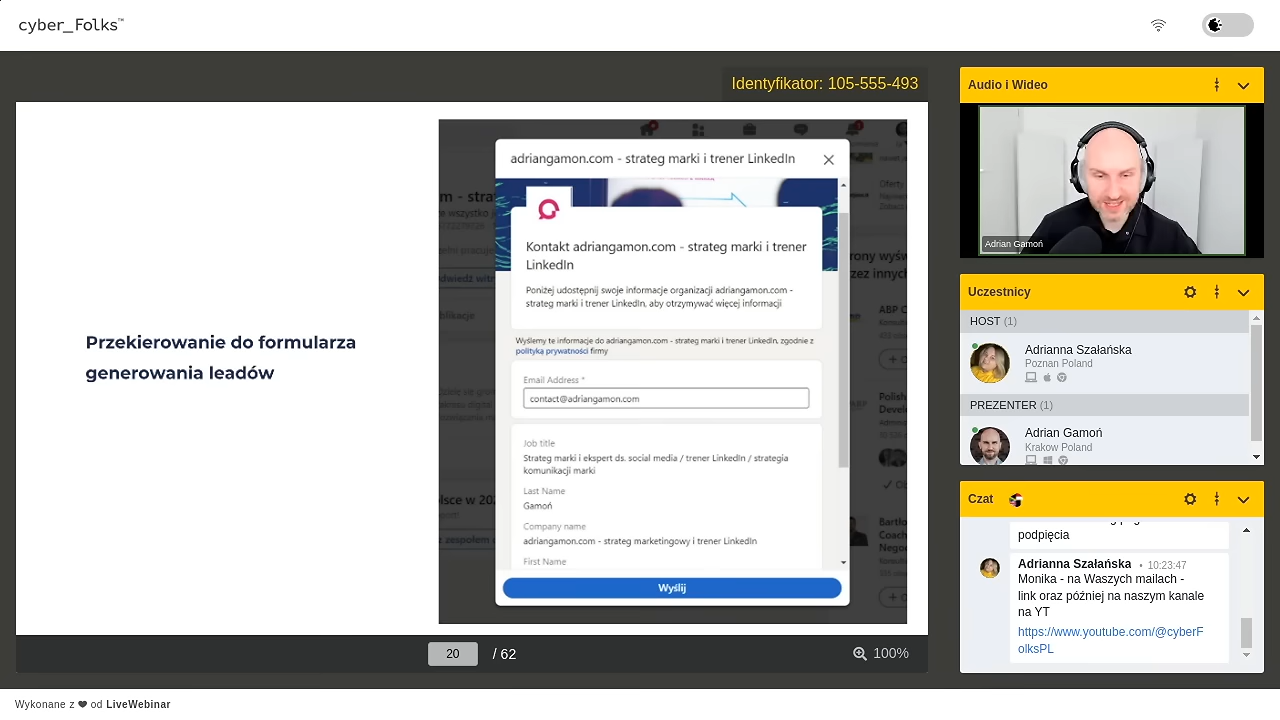 cyber_Folks™
Identyfikator: 105-555-493
Przekierowanie do formularza
generowania leadów
adriangamon.com - strateg marki i trener LinkedIn
Kontakt adriangamon.com - strateg marki i trener
LinkedIn
Poniżej udostępnij swoje informacje organizacji adriangamon.com -
strateg marki i trener LinkedIn, aby otrzymywać więcej informacji
Wyślemy te informacje do adriangamon.com - strateg marki i trener LinkedIn, zgodnie z
polityką prywatności firmy
Email Address *
contact@adriangamon.com
Job title
Strateg marki i ekspert ds. social media / trener LinkedIn / strategia
komunikacji marki
Last Name
Gamoń
Company name
adriangamon.com - strateg marketingowy i trener LinkedIn
First Name
Wyślij
20 / 62
100%
Audio i Wideo
Adrian Gamoń
Uczestnicy
HOST (1)
Adrianna Szałańska
Poznan Poland
PREZENTER (1)
Adrian Gamoń
Krakow Poland
Czat
podpięcia
Adrianna Szałańska • 10:23:47
Monika - na Waszych mailach -
link oraz później na naszym kanale
na YT
https://www.youtube.com/@cyberF
olksPL
Wykonane z ❤ od LiveWebinar